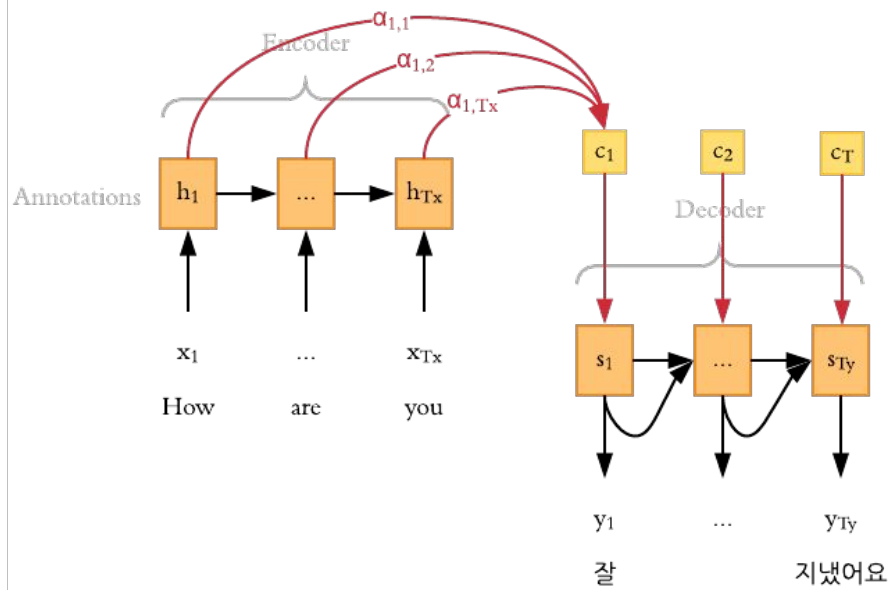 α1,1
Encoder
α1,2
α1,Tx
c1 c2 cT
Annotations h1 ... hTx
Decoder
x1 ... xTx
s1 ... sTy
How are you
y1 ... yTy
잘 지냈어요